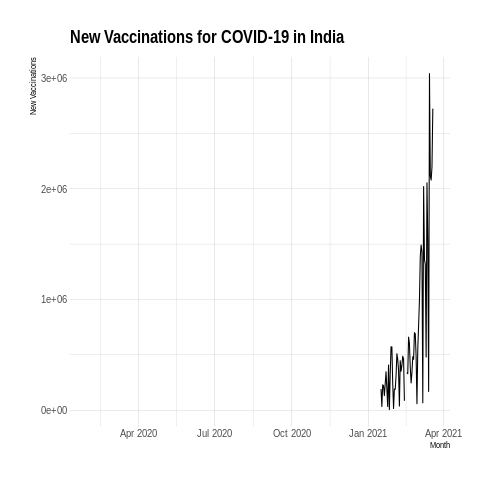 New Vaccinations for COVID-19 in India
New Vaccinations
3e+06
2e+06
1e+06
0e+00
Apr 2020 Jul 2020 Oct 2020 Jan 2021 Apr 2021
Month